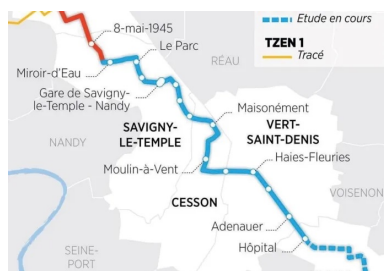 Etude en cours
TZEN 1
Tracé
8-mai-1945
Le Parc
RÉAU
Miroir-d'Eau
Gare de Savigny-
le-Temple - Nandy
Maisonément
SAVIGNY-
LE-TEMPLE
VERT-
SAINT-DENIS
NANDY
Haies-Fleuries
Moulin-à-Vent
VOISENON
CESSON
Adenauer
SEINE-
PORT
Hôpital